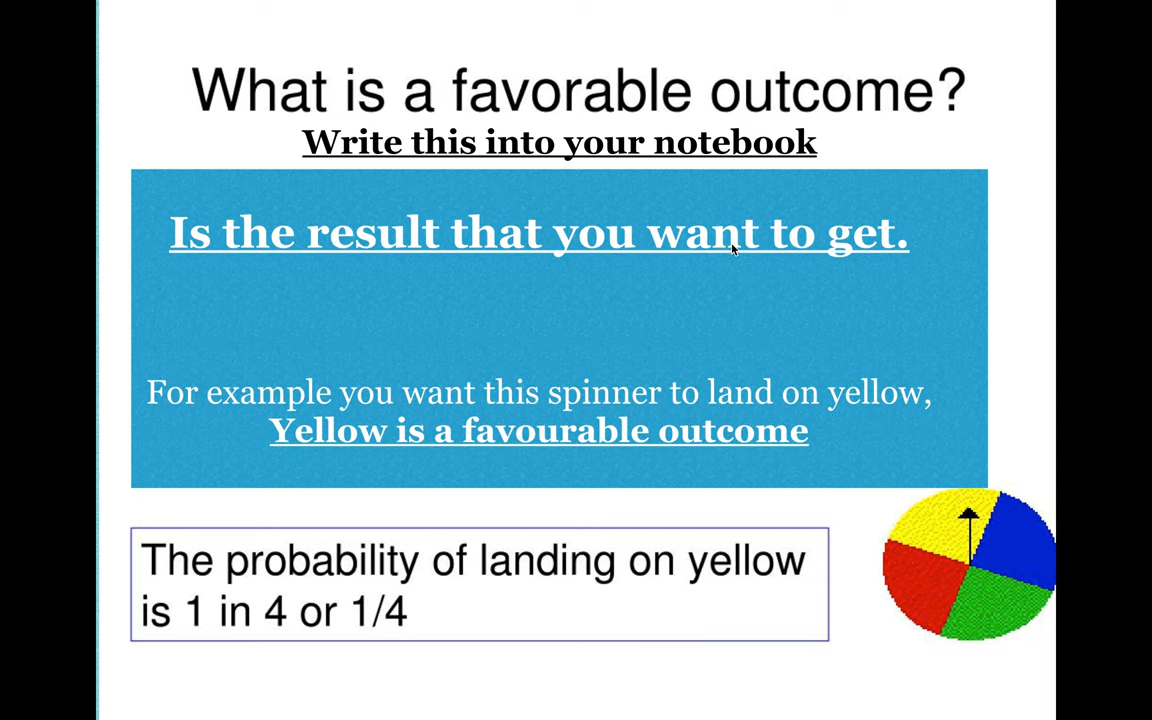 What is a favorable outcome?
Write this into your notebook
Is the result that you want to get.
For example you want this spinner to land on yellow,
Yellow is a favourable outcome
The probability of landing on yellow
is 1 in 4 or 1/4